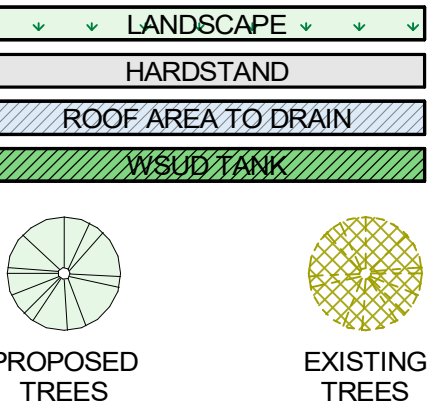 LANDSCAPE
HARDSTAND
ROOF AREA TO DRAIN
WSUD TANK
PROPOSED
TREES
EXISTING
TREES